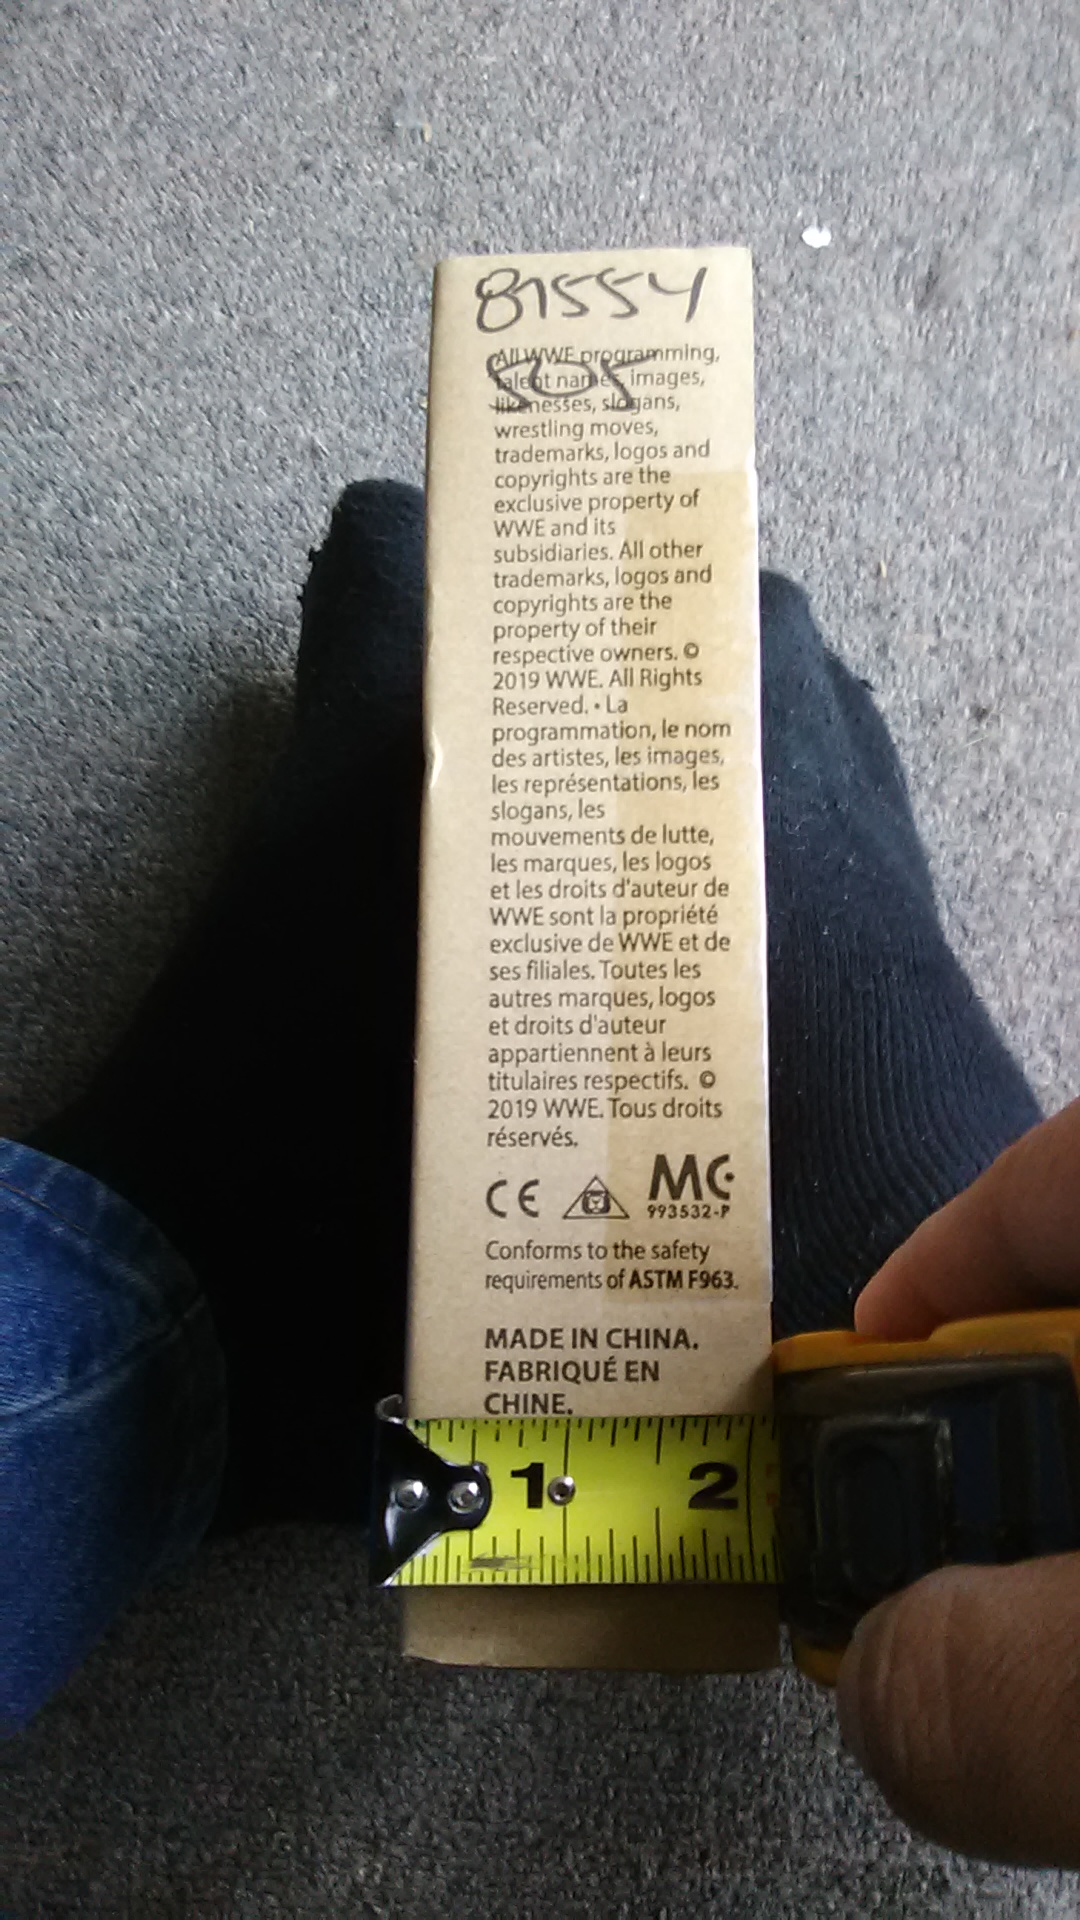 81554
505
All WWE programming,
talent names, images,
likenesses, slogans,
wrestling moves,
trademarks, logos and
copyrights are the
exclusive property of
WWE and its
subsidiaries. All other
trademarks, logos and
copyrights are the
property of their
respective owners. ©
2019 WWE. All Rights
Reserved. • La
programmation, le nom
des artistes, les images,
les représentations, les
slogans, les
mouvements de lutte,
les marques, les logos
et les droits d'auteur de
WWE sont la propriété
exclusive de WWE et de
ses filiales. Toutes les
autres marques, logos
et droits d'auteur
appartiennent à leurs
titulaires respectifs. ©
2019 WWE. Tous droits
réservés.
CE MC
993532-P
Conforms to the safety
requirements of ASTM F963.
MADE IN CHINA.
FABRIQUÉ EN
CHINE.
1 2